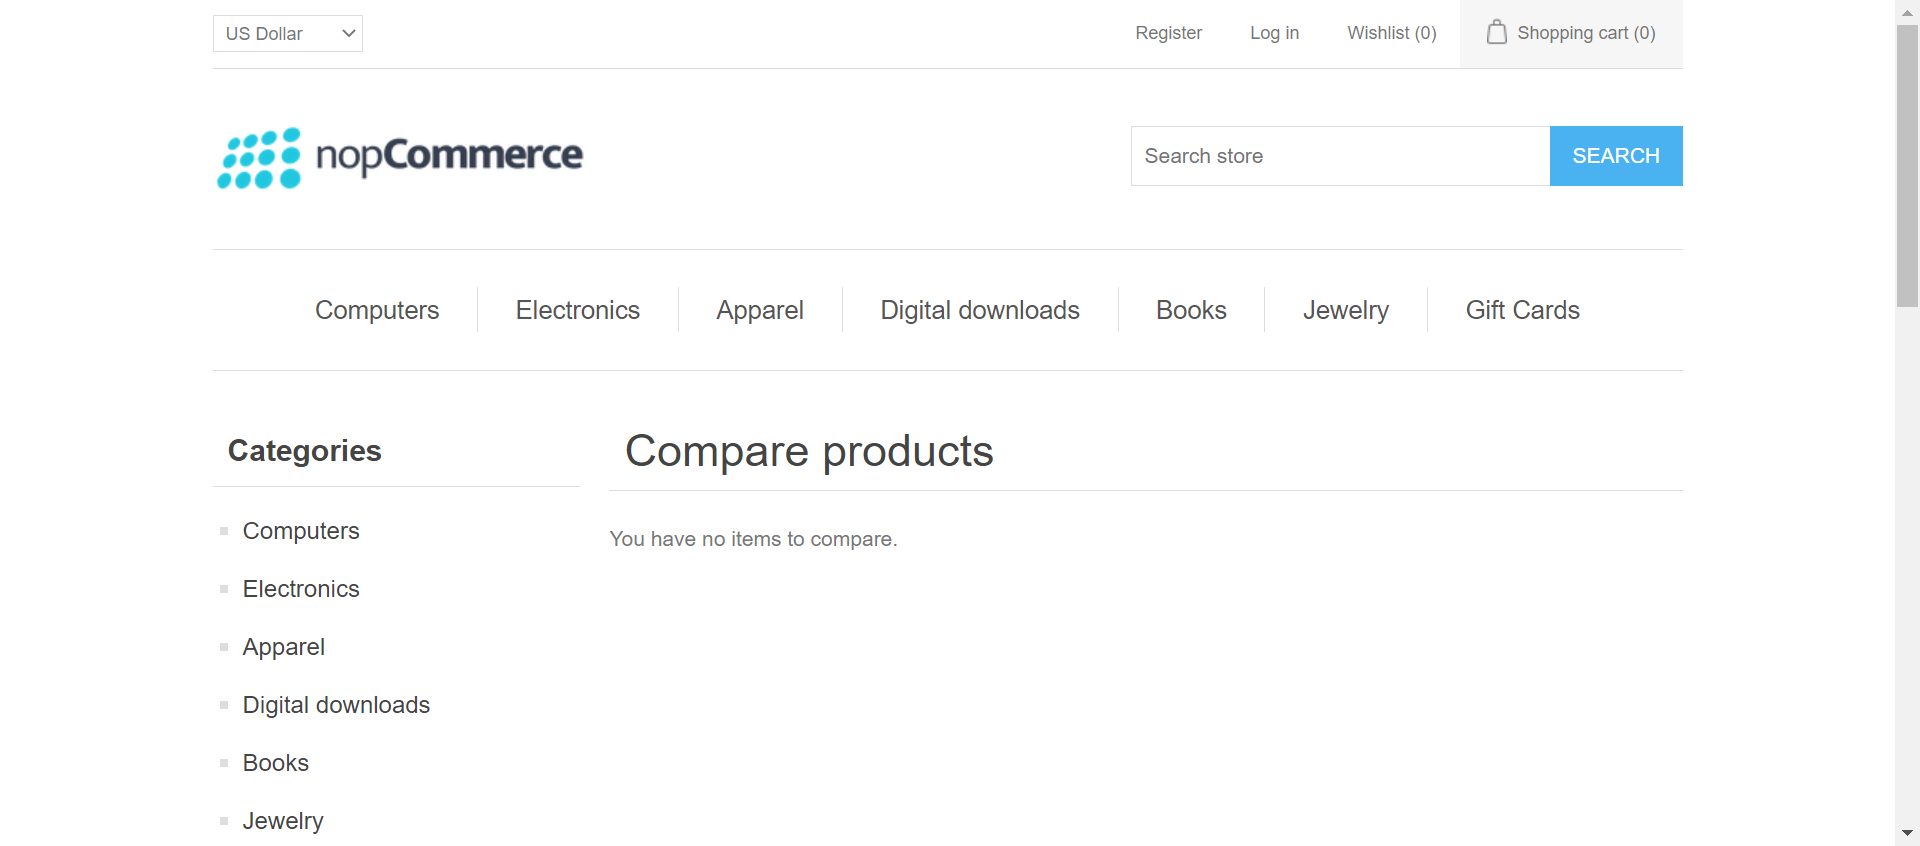 US Dollar
Register
Log in
Wishlist (0)
Shopping cart (0)
nopCommerce
Search store
SEARCH
Computers
Electronics
Apparel
Digital downloads
Books
Jewelry
Gift Cards
Categories
Computers
Electronics
Apparel
Digital downloads
Books
Jewelry
Compare products
You have no items to compare.